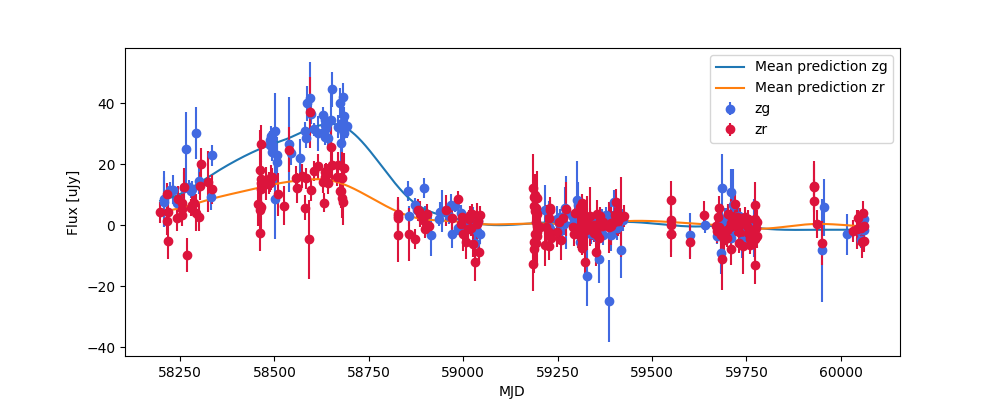 Mean prediction zg
Mean prediction zr
zg
zr
Flux [uJy]
40
20
0
−20
−40
58250
58500
58750
59000
59250
59500
59750
60000
MJD